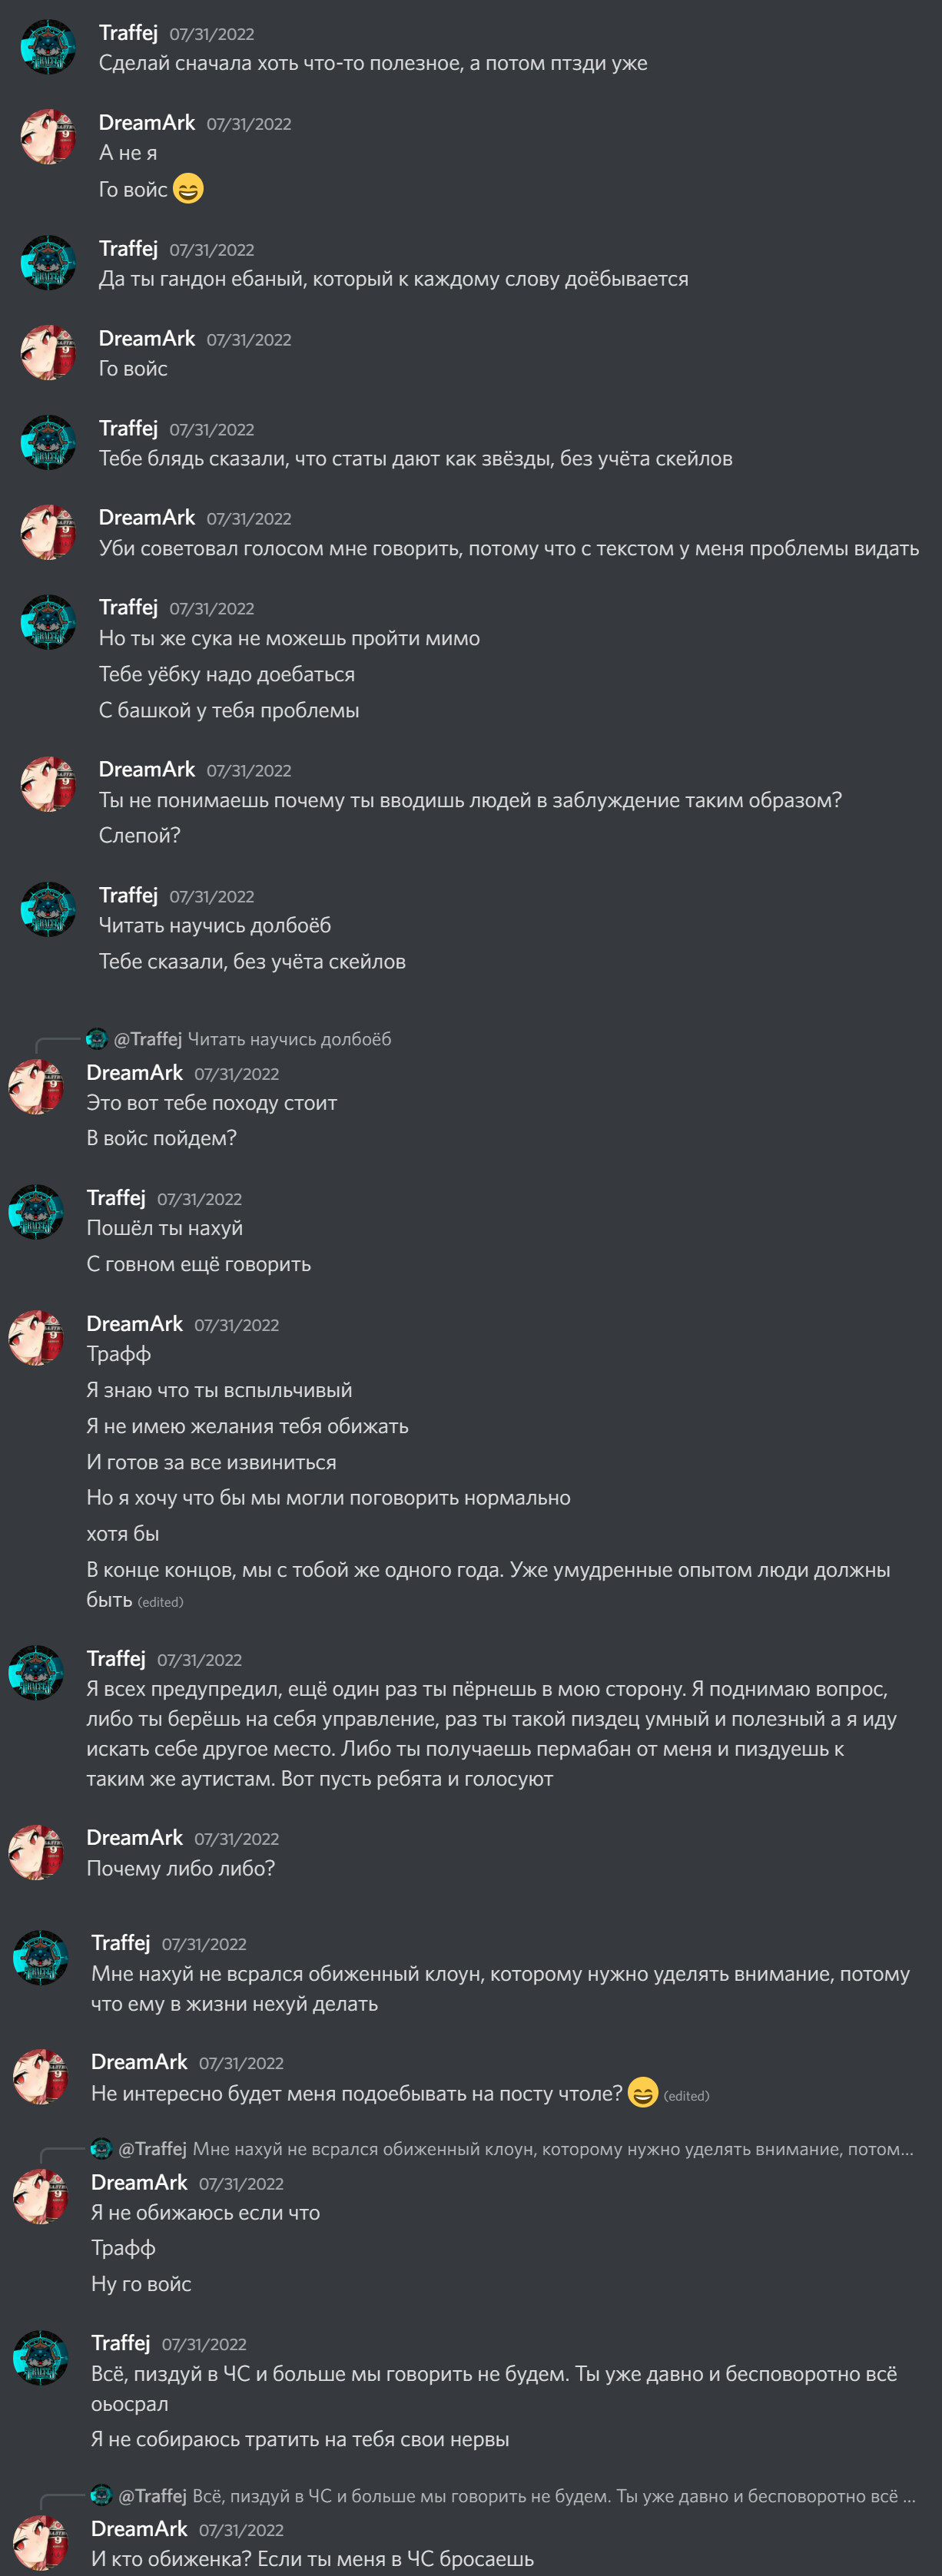 Traffej 07/31/2022
Сделай сначала хоть что-то полезное, а потом птзди уже
DreamArk 07/31/2022
А не я
Го войс 😄
Traffej 07/31/2022
Да ты гандон ебаный, который к каждому слову доёбывается
DreamArk 07/31/2022
Го войс
Traffej 07/31/2022
Тебе блядь сказали, что статы дают как звёзды, без учёта скейлов
DreamArk 07/31/2022
Уби советовал голосом мне говорить, потому что с текстом у меня проблемы видать
Traffej 07/31/2022
Но ты же сука не можешь пройти мимо
Тебе уёбку надо доебаться
С башкой у тебя проблемы
DreamArk 07/31/2022
Ты не понимаешь почему ты вводишь людей в заблуждение таким образом?
Слепой?
Traffej 07/31/2022
Читать научись долбоёб
Тебе сказали, без учёта скейлов
@Traffej Читать научись долбоёб
DreamArk 07/31/2022
Это вот тебе походу стоит
В войс пойдем?
Traffej 07/31/2022
Пошёл ты нахуй
С говном ещё говорить
DreamArk 07/31/2022
Трафф
Я знаю что ты вспыльчивый
Я не имею желания тебя обижать
И готов за все извиниться
Но я хочу что бы мы могли поговорить нормально
хотя бы
В конце концов, мы с тобой же одного года. Уже умудренные опытом люди должны
быть (edited)
Traffej 07/31/2022
Я всех предупредил, ещё один раз ты пёрнешь в мою сторону. Я поднимаю вопрос,
либо ты берёшь на себя управление, раз ты такой пиздец умный и полезный а я иду
искать себе другое место. Либо ты получаешь пермабан от меня и пиздуешь к
таким же аутистам. Вот пусть ребята и голосуют
DreamArk 07/31/2022
Почему либо либо?
Traffej 07/31/2022
Мне нахуй не всрался обиженный клоун, которому нужно уделять внимание, потому
что ему в жизни нехуй делать
DreamArk 07/31/2022
Не интересно будет меня подоебывать на посту чтоле? 😄 (edited)
@Traffej Мне нахуй не всрался обиженный клоун, которому нужно уделять внимание, потом...
DreamArk 07/31/2022
Я не обижаюсь если что
Трафф
Ну го войс
Traffej 07/31/2022
Всё, пиздуй в ЧС и больше мы говорить не будем. Ты уже давно и бесповоротно всё
оьосрал
Я не собираюсь тратить на тебя свои нервы
@Traffej Всё, пиздуй в ЧС и больше мы говорить не будем. Ты уже давно и бесповоротно всё ...
DreamArk 07/31/2022
И кто обиженка? Если ты меня в ЧС бросаешь